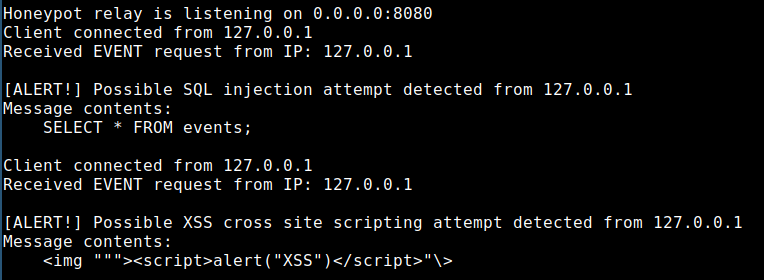 Honeypot relay is listening on 0.0.0.0:8080
Client connected from 127.0.0.1
Received EVENT request from IP: 127.0.0.1
[ALERT!] Possible SQL injection attempt detected from 127.0.0.1
Message contents:
SELECT * FROM events;
Client connected from 127.0.0.1
Received EVENT request from IP: 127.0.0.1
[ALERT!] Possible XSS cross site scripting attempt detected from 127.0.0.1
Message contents:
<img """><script>alert("XSS")</script>"\>